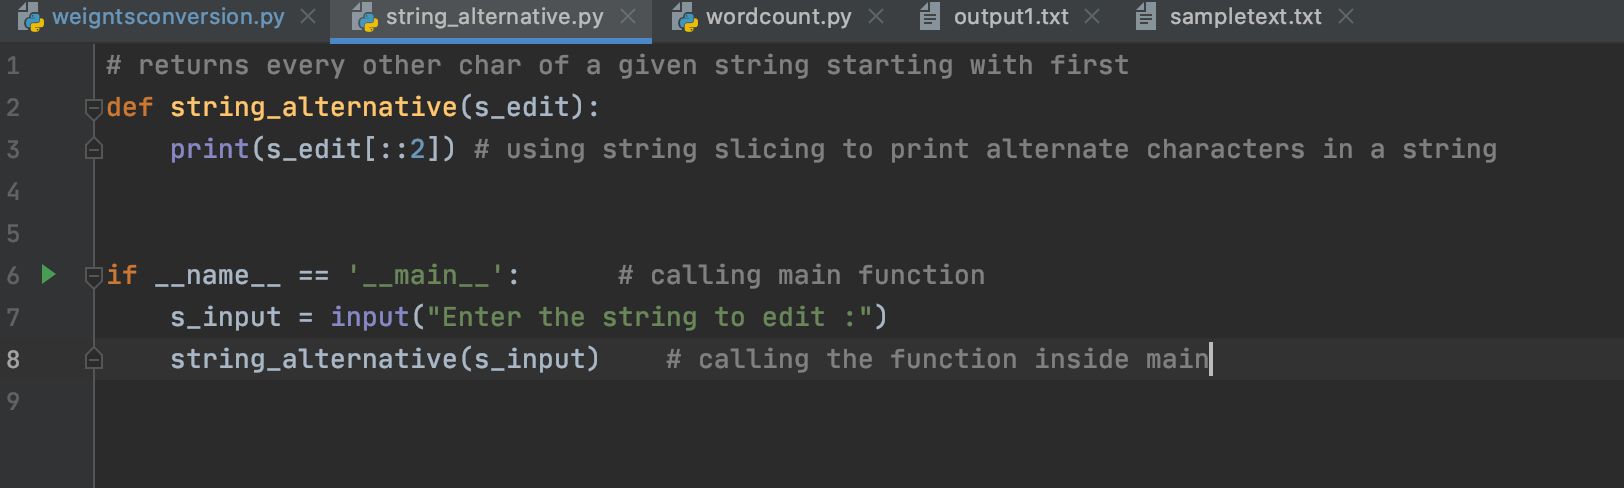 weigntsconversion.py string_alternative.py wordcount.py output1.txt sampletext.txt
1 # returns every other char of a given string starting with first
2 def string_alternative(s_edit):
3     print(s_edit[::2]) # using string slicing to print alternate characters in a string
4
5
6 if __name__ == '__main__':      # calling main function
7     s_input = input("Enter the string to edit :")
8     string_alternative(s_input)    # calling the function inside main
9